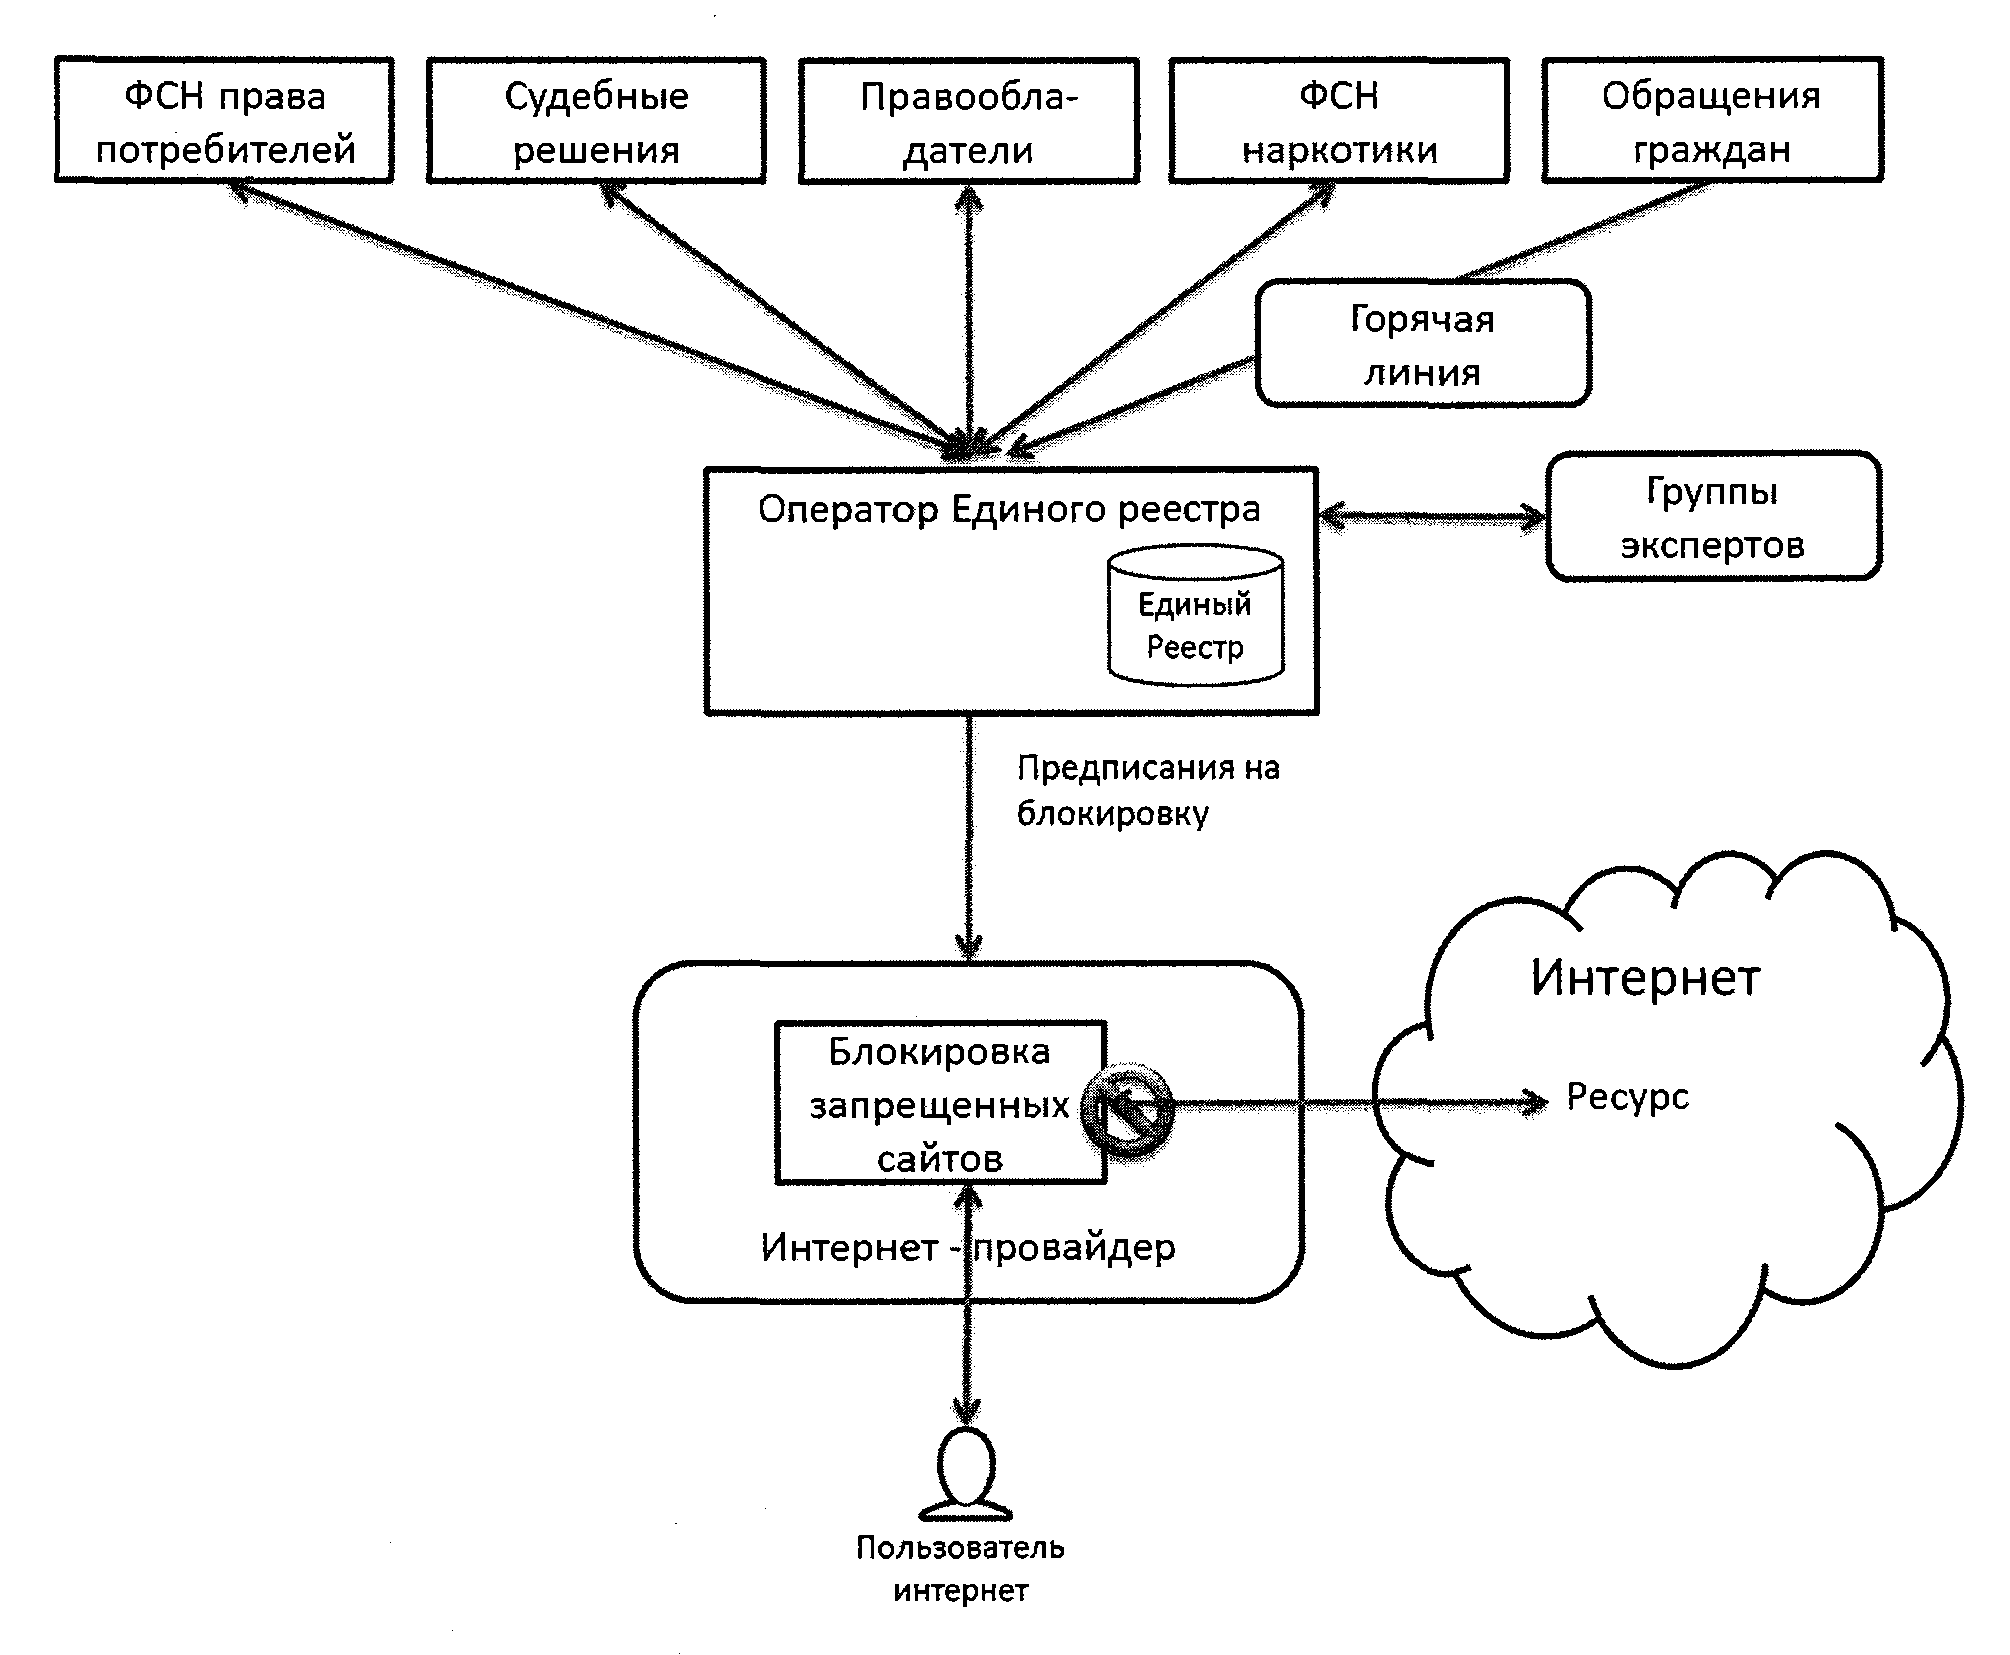 ФСН права
потребителей
Судебные
решения
Правообла-
датели
ФСН
наркотики
Обращения
граждан
Горячая
линия
Оператор Единого реестра
Группы
экспертов
Единый
Реестр
Предписания на
блокировку
Интернет
Блокировка
запрещенных
сайтов
Ресурс
Интернет - провайдер
Пользователь
интернет